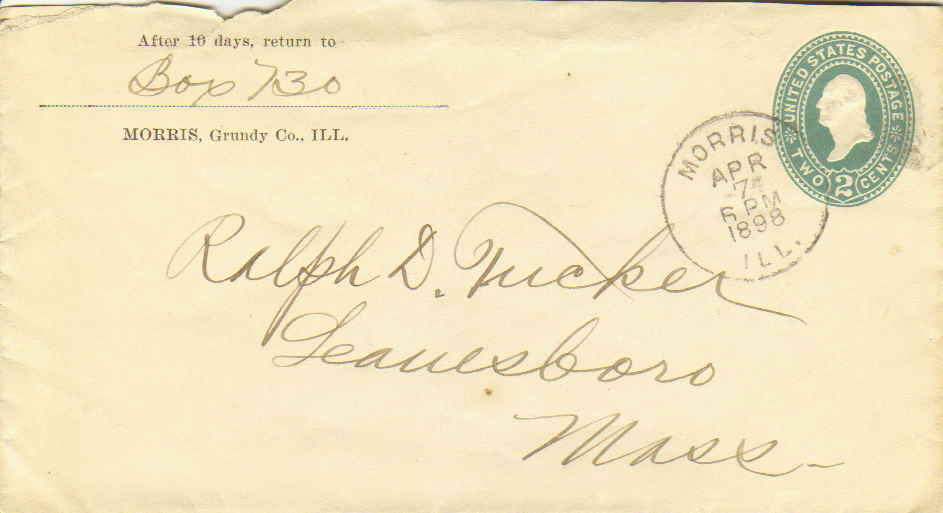 After 10 days, return to
Box 730
MORRIS, Grundy Co., ILL.
UNITED STATES POSTAGE
TWO 2 CENTS
MORRIS
APR
7
6 PM
1898
ILL.
Ralph D. Tucker
Leanesboro
Mass